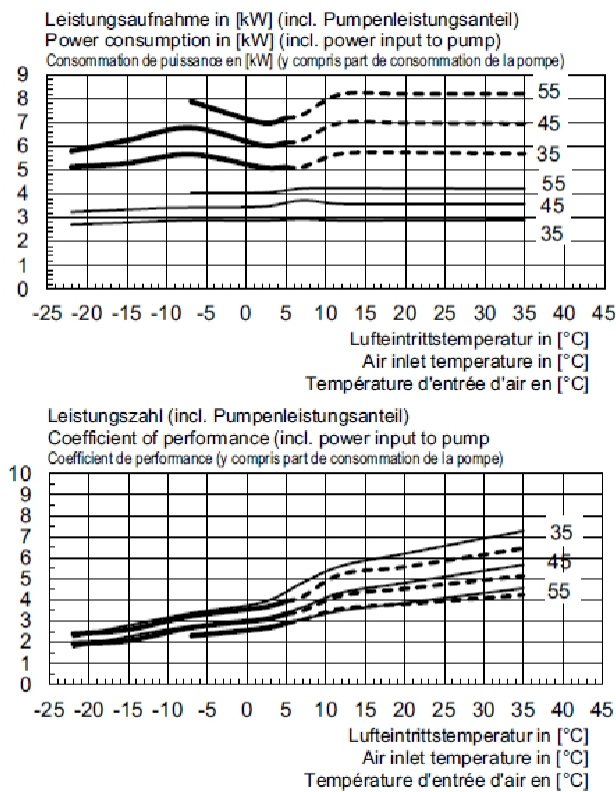 Leistungsaufnahme in [kW] (incl. Pumpenleistungsanteil)
Power consumption in [kW] (incl. power input to pump)
Consommation de puissance en [kW] (y compris part de consommation de la pompe)
9
8
7
6
5
4
3
2
1
0
55
45
35
55
45
35
-25 -20 -15 -10 -5 0 5 10 15 20 25 30 35 40 45
Lufteintrittstemperatur in [°C]
Air inlet temperature in [°C]
Température d'entrée d'air en [°C]
Leistungszahl (incl. Pumpenleistungsanteil)
Coefficient of performance (incl. power input to pump
Coefficient de performance (y compris part de consommation de la pompe)
10
9
8
7
6
5
4
3
2
1
0
35
45
55
-25 -20 -15 -10 -5 0 5 10 15 20 25 30 35 40 45
Lufteintrittstemperatur in [°C]
Air inlet temperature in [°C]
Température d'entrée d'air en [°C]